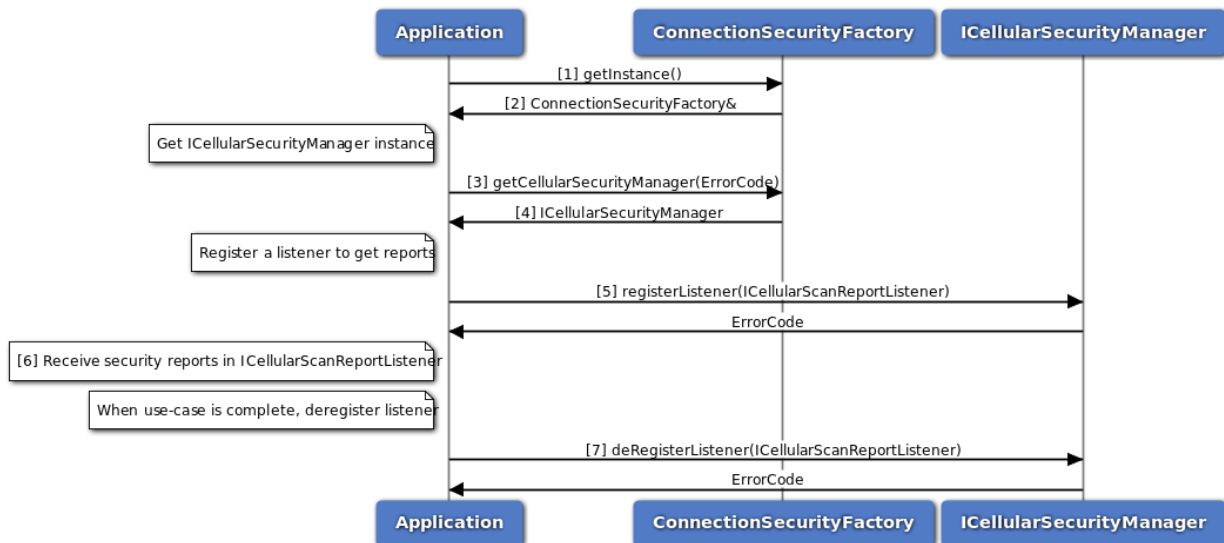 Application
ConnectionSecurityFactory
ICellularSecurityManager
[1] getInstance()
[2] ConnectionSecurityFactory&
Get ICellularSecurityManager instance
[3] getCellularSecurityManager(ErrorCode)
[4] ICellularSecurityManager
Register a listener to get reports
[5] registerListener(ICellularScanReportListener)
ErrorCode
[6] Receive security reports in ICellularScanReportListener
When use-case is complete, deregister listener
[7] deRegisterListener(ICellularScanReportListener)
ErrorCode
Application
ConnectionSecurityFactory
ICellularSecurityManager